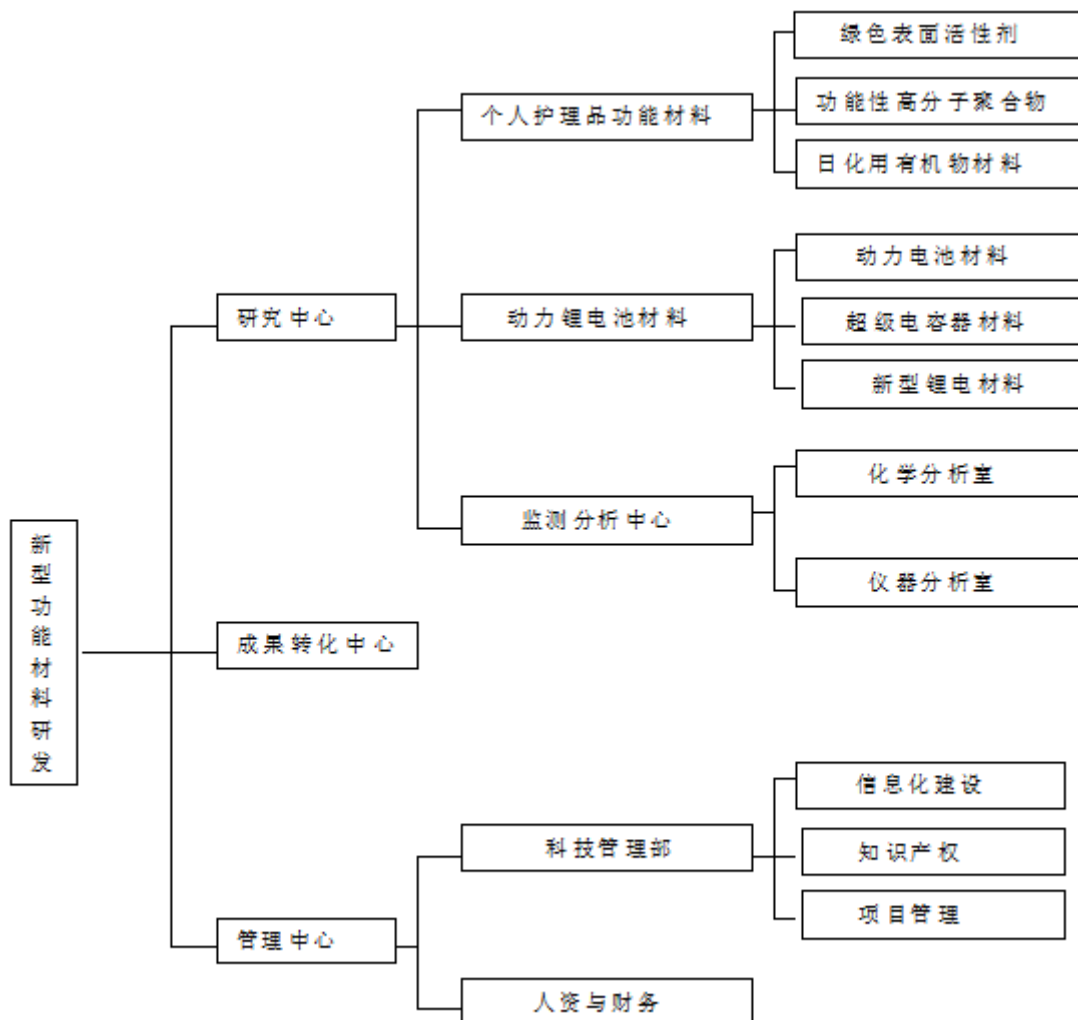 绿色表面活性剂
个人护理品功能材料
功能性高分子聚合物
日化用有机物材料
动力电池材料
研究中心
动力锂电池材料
超级电容器材料
新型锂电材料
化学分析室
监测分析中心
仪器分析室
新型功能材料研发
成果转化中心
信息化建设
科技管理部
知识产权
项目管理
管理中心
人资与财务